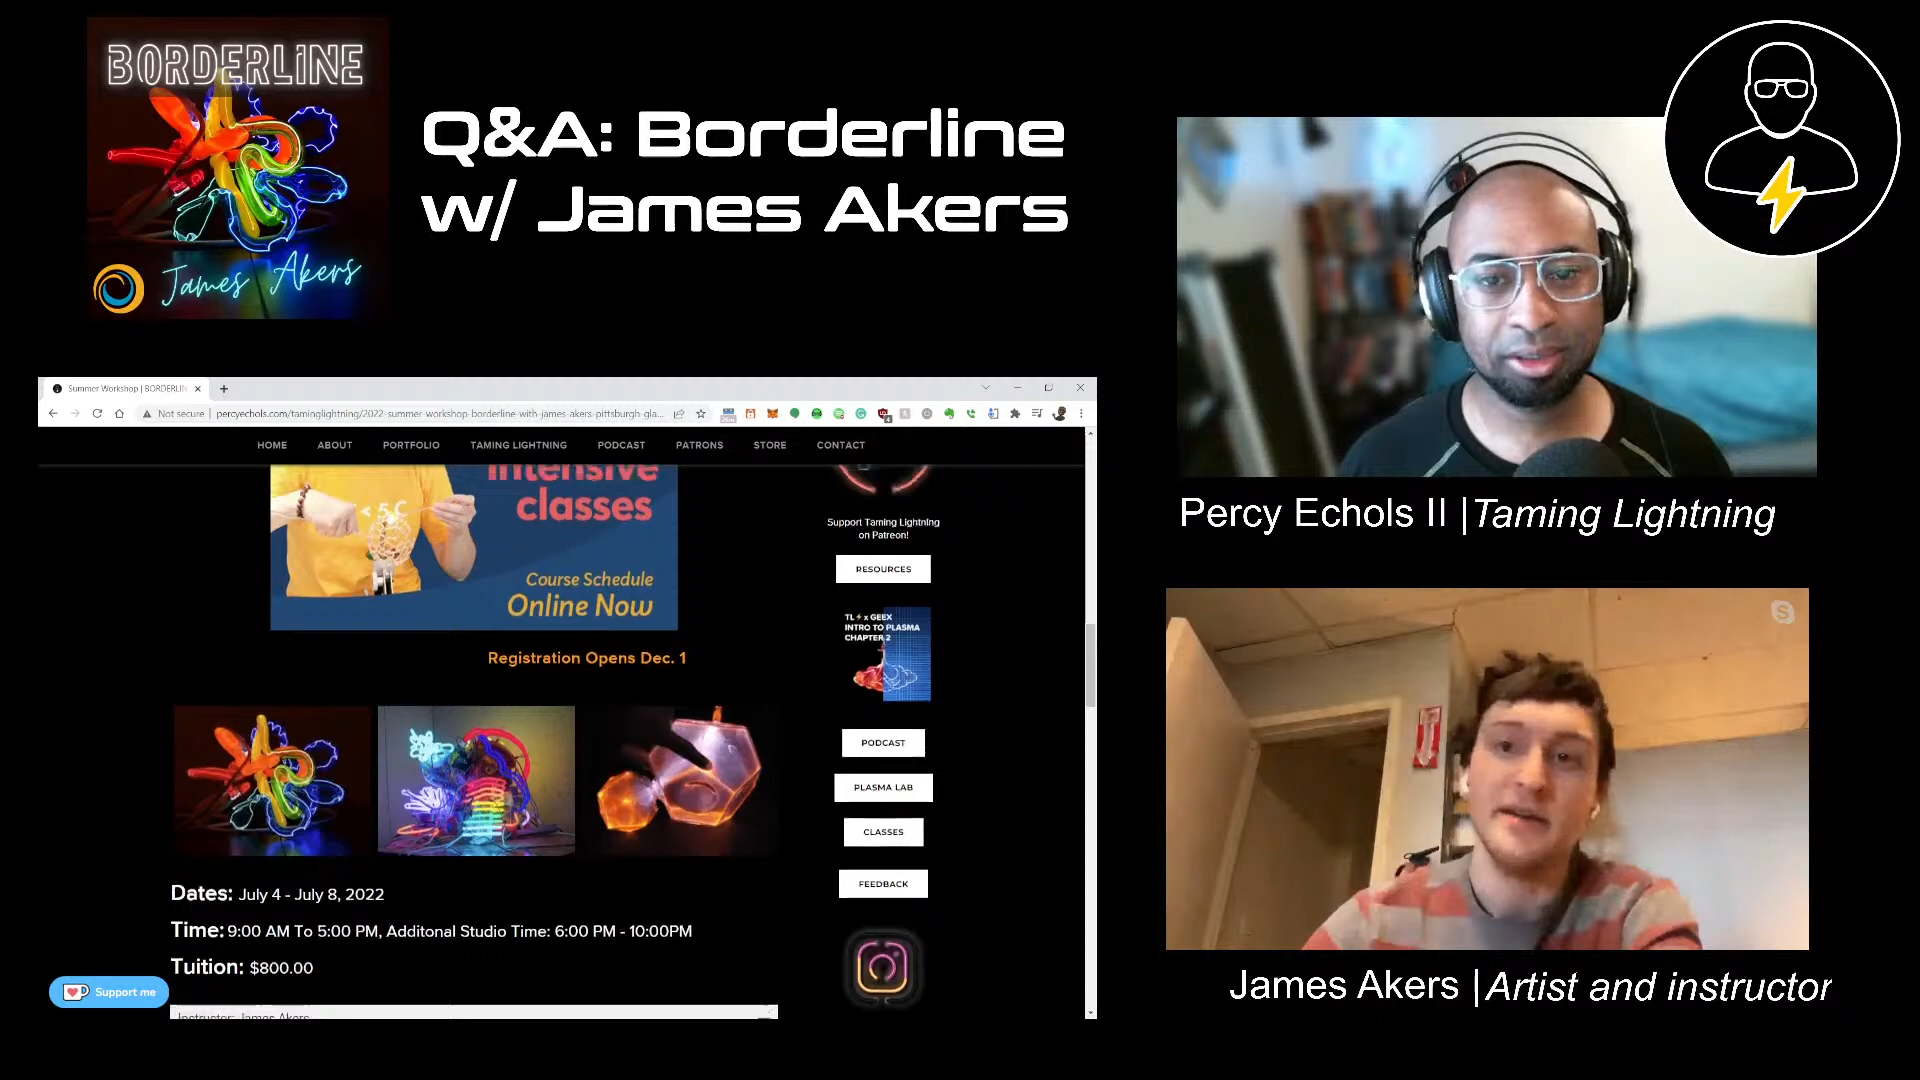 BORDERLINE
James Akers
Q&A: Borderline
w/ James Akers
Summer Workshop | BORDERLIN
Not secure | percyechols.com/taminglightning/2022-summer-workshop-borderline-with-james-akers-pittsburgh-gla...
HOME ABOUT PORTFOLIO TAMING LIGHTNING PODCAST PATRONS STORE CONTACT
intensive
classes
< 5 C
Course Schedule
Online Now
Registration Opens Dec. 1
Dates: July 4 - July 8, 2022
Time: 9:00 AM To 5:00 PM, Additonal Studio Time: 6:00 PM - 10:00PM
Tuition: $800.00
Support me
Instructor: James Akers
Support Taming Lightning
on Patreon!
RESOURCES
TL⚡x GEEX
INTRO TO PLASMA
CHAPTER 2
PODCAST
PLASMA LAB
CLASSES
FEEDBACK
Percy Echols II | Taming Lightning
S
James Akers | Artist and instructor